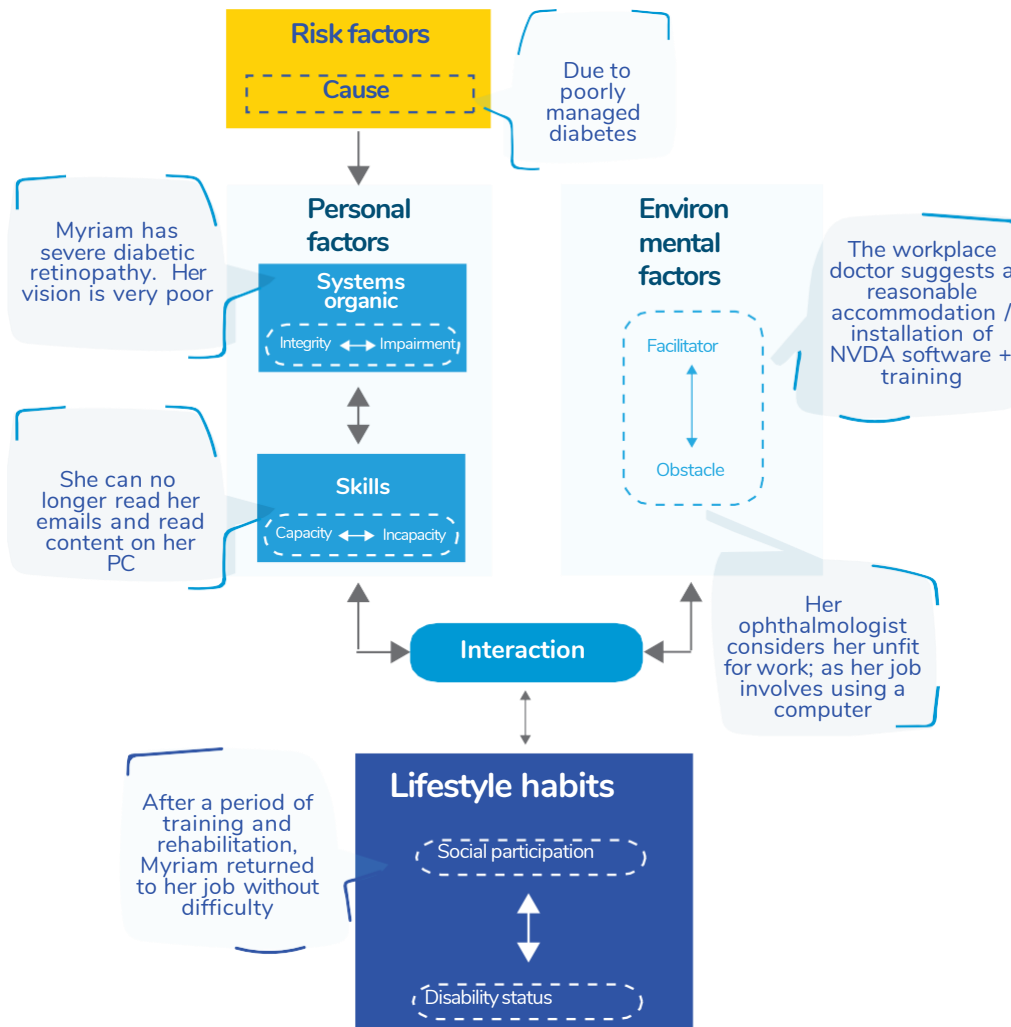 Risk factors
Cause
Due to
poorly
managed
diabetes
Myriam has
severe diabetic
retinopathy. Her
vision is very poor
Personal
factors
Systems
organic
Integrity
Impairment
Environ
mental
factors
Facilitator
Obstacle
The workplace
doctor suggests a
reasonable
accommodation /
installation of
NVDA software +
training
She can no
longer read her
emails and read
content on her
PC
Skills
Capacity
Incapacity
Her
ophthalmologist
considers her unfit
for work; as her job
involves using a
computer
Interaction
Lifestyle habits
After a period of
training and
rehabilitation,
Myriam returned
to her job without
difficulty
Social participation
Disability status